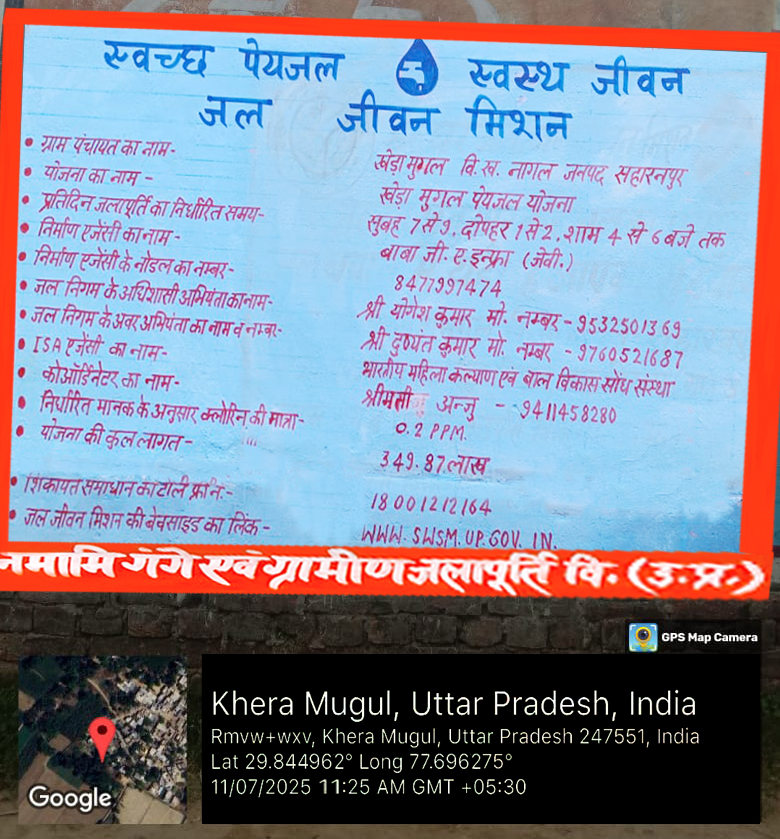 स्वच्छ पेयजल स्वस्थ जीवन
जल जीवन मिशन
• ग्राम पंचायत का नाम- खेड़ा मुगल वि.ख. नागल जनपद सहारनपुर
• योजना का नाम - खेड़ा मुगल पेयजल योजना
• प्रतिदिन जलापूर्ति का निर्धारित समय- सुबह 7 से 9, दोपहर 1 से 2, शाम 4 से 6 बजे तक
• निर्माण एजेंसी का नाम- बाबा जी. ए. इन्फ्रा (जेवी.)
• निर्माण एजेंसी के नोडल का नम्बर- 8477997474
• जल निगम के अधिशासी अभियंता का नाम- श्री योगेश कुमार मो. नम्बर - 9532501369
• जल निगम के अवर अभियंता का नाम व नम्बर- श्री दुष्यंत कुमार मो. नम्बर - 9760521687
• ISA एजेंसी का नाम- भारतीय महिला कल्याण एवं बाल विकास सोंध संस्था
• कोऑर्डिनेटर का नाम- श्रीमती अन्जु - 9411458280
• निर्धारित मानक के अनुसार क्लोरिन की मात्रा- 0.2 PPM.
• योजना की कुल लागत- 349.87 लाख
• शिकायत समाधान का टोली फ्री नं:- 18001212164
• जल जीवन मिशन की बेवसाइड का लिंक- WWW. SWSM.UP.GOV. IN.
नमामि गंगे एवं ग्रामीण जलापूर्ति वि. (उ.प्र.)
GPS Map Camera
Khera Mugul, Uttar Pradesh, India
Rmvw+wxv, Khera Mugul, Uttar Pradesh 247551, India
Lat 29.844962° Long 77.696275°
11/07/2025 11:25 AM GMT +05:30
Google